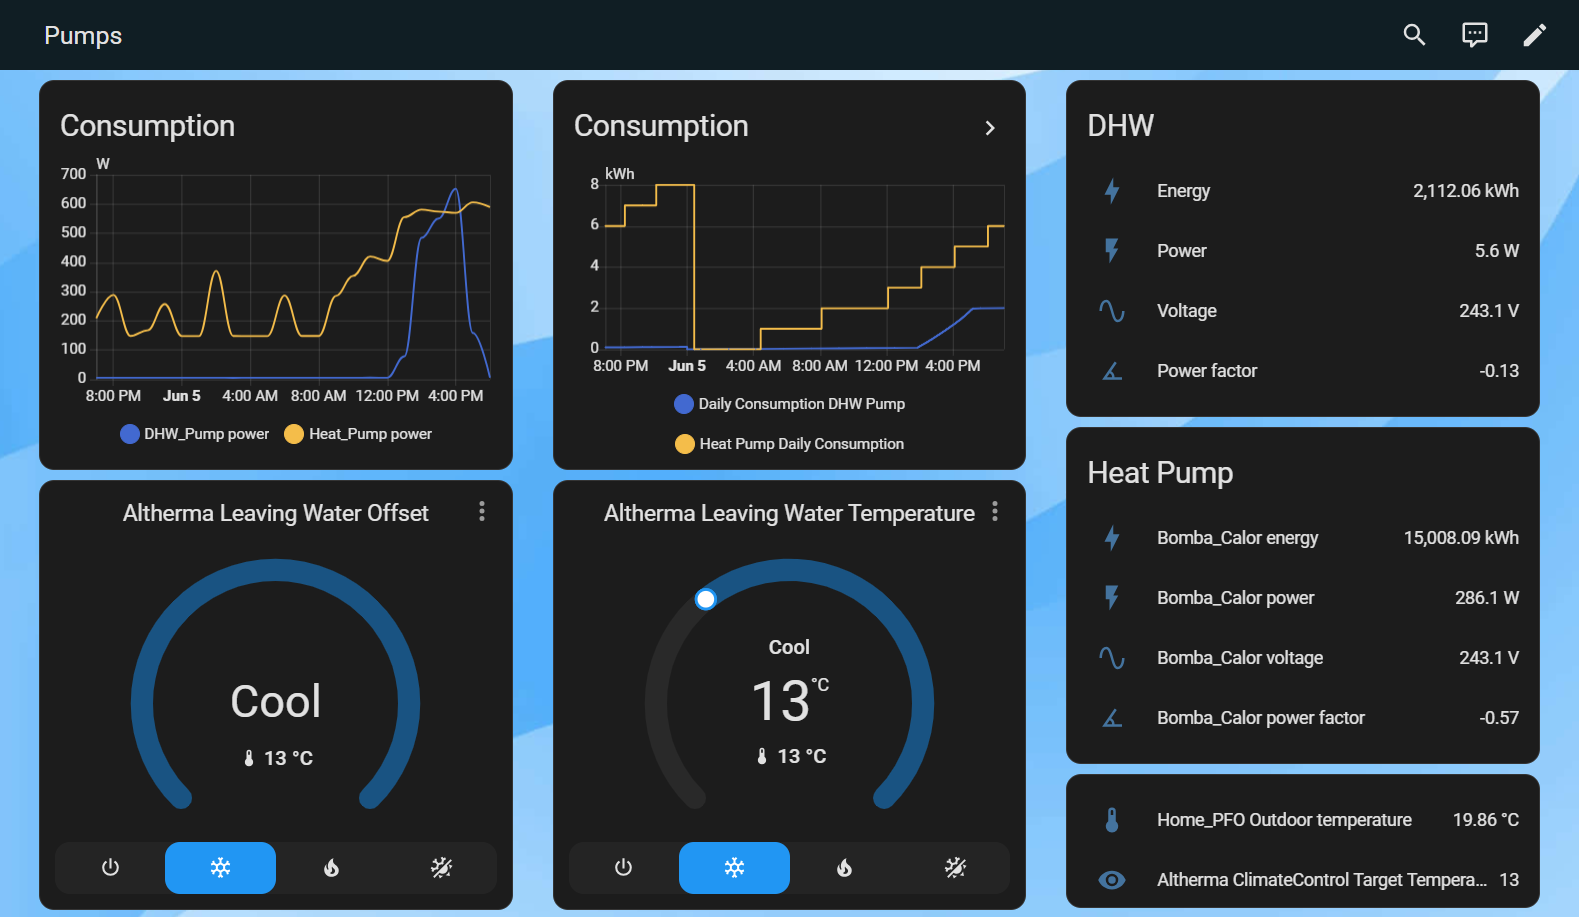 Pumps
Consumption
W
700
600
500
400
300
200
100
0
8:00 PM Jun 5 4:00 AM 8:00 AM 12:00 PM 4:00 PM
DHW_Pump power Heat_Pump power
Consumption
kWh
8
6
4
2
0
8:00 PM Jun 5 4:00 AM 8:00 AM 12:00 PM 4:00 PM
Daily Consumption DHW Pump
Heat Pump Daily Consumption
DHW
Energy 2,112.06 kWh
Power 5.6 W
Voltage 243.1 V
Power factor -0.13
Altherma Leaving Water Offset
Cool
13 °C
Altherma Leaving Water Temperature
Cool
13 °C
13 °C
Heat Pump
Bomba_Calor energy 15,008.09 kWh
Bomba_Calor power 286.1 W
Bomba_Calor voltage 243.1 V
Bomba_Calor power factor -0.57
Home_PFO Outdoor temperature 19.86 °C
Altherma ClimateControl Target Tempera... 13